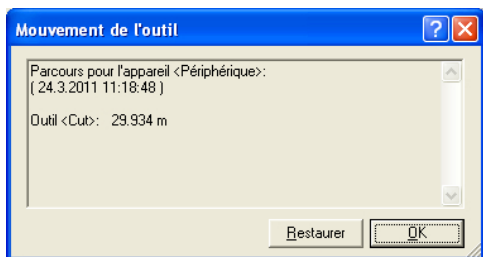 Mouvement de l'outil
Parcours pour l'appareil <Périphérique>:
( 24.3.2011 11:18:48 )
Outil <Cut>: 29.934 m
Restaurer
OK